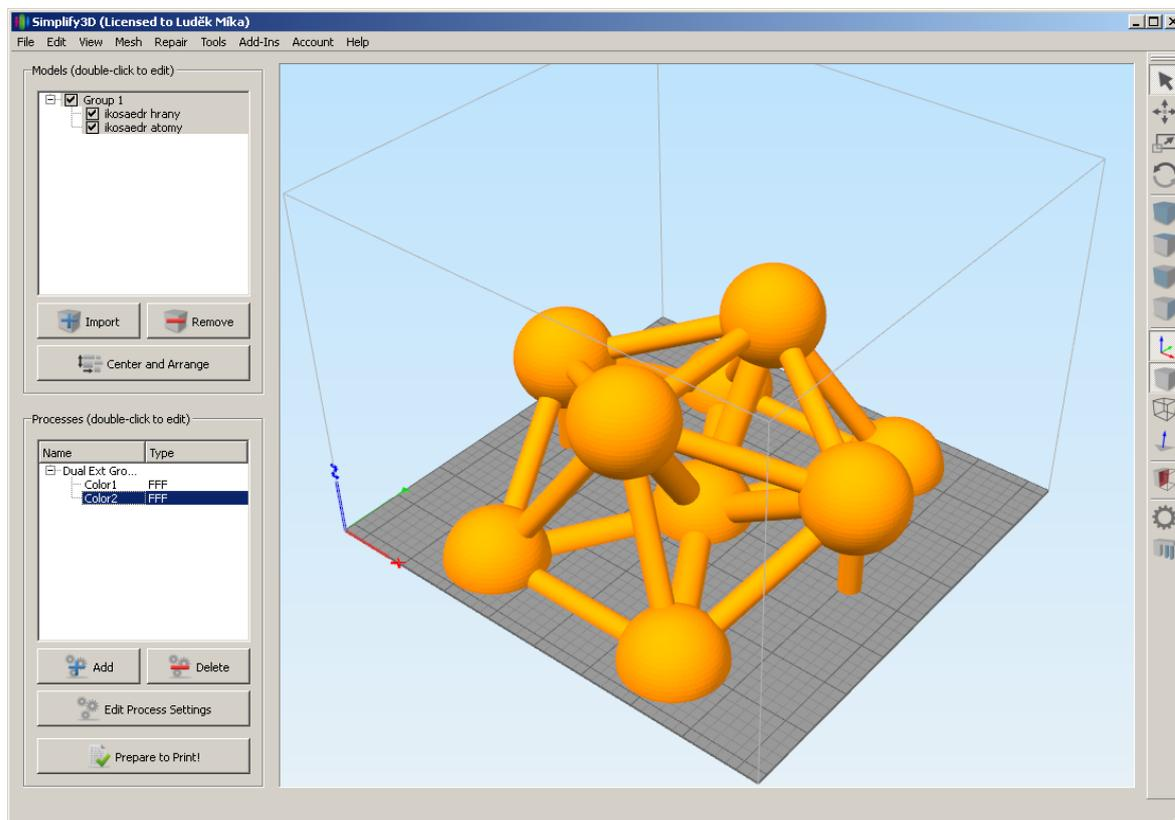 Simplify3D (Licensed to Luděk Míka)
File Edit View Mesh Repair Tools Add-Ins Account Help
Models (double-click to edit)
Group 1
ikosaedr hrany
ikosaedr atomy
Import Remove
Center and Arrange
Processes (double-click to edit)
Name Type
Dual Ext Gro...
Color1 FFF
Color2 FFF
Add Delete
Edit Process Settings
Prepare to Print!